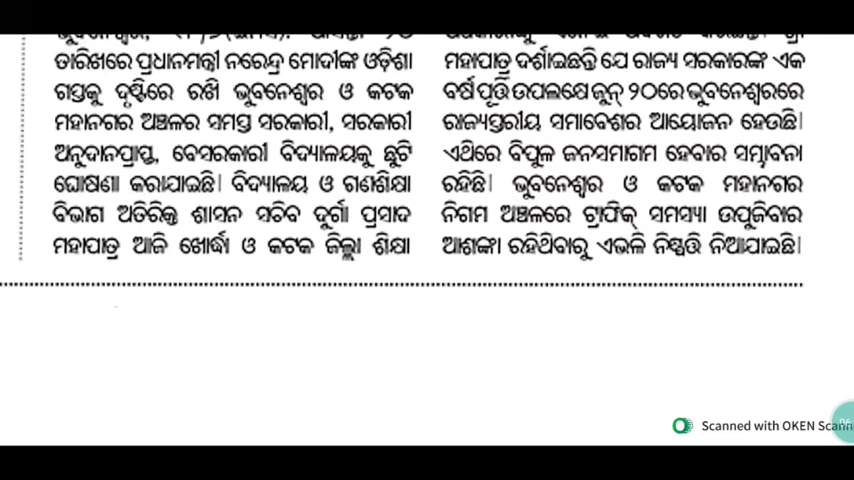 ତାରିଖରେ ପ୍ରଧାନମନ୍ତ୍ରୀ ନରେନ୍ଦ୍ର ମୋଦୀଙ୍କ ଓଡ଼ିଶା
ଗସ୍ତକୁ ଦୃଷ୍ଟିରେ ରଖି ଭୁବନେଶ୍ୱର ଓ କଟକ
ମହାନଗର ଅଞ୍ଚଳର ସମସ୍ତ ସରକାରୀ, ସରକାରୀ
ଅନୁଦାନପ୍ରାପ୍ତ, ବେସରକାରୀ ବିଦ୍ୟାଳୟକୁ ଛୁଟି
ଘୋଷଣା କରାଯାଇଛି। ବିଦ୍ୟାଳୟ ଓ ଗଣଶିକ୍ଷା
ବିଭାଗ ଅତିରିକ୍ତ ଶାସନ ସଚିବ ଦୁର୍ଗା ପ୍ରସାଦ
ମହାପାତ୍ର ଆଜି ଖୋର୍ଦ୍ଧା ଓ କଟକ ଜିଲ୍ଲା ଶିକ୍ଷା
ମହାପାତ୍ର ଦର୍ଶାଇଛନ୍ତି ଯେ ରାଜ୍ୟ ସରକାରଙ୍କ ଏକ
ବର୍ଷ ପୂର୍ତ୍ତି ଉପଲକ୍ଷେ ଜୁନ୍ ୨୦ରେ ଭୁବନେଶ୍ୱରରେ
ରାଜ୍ୟସ୍ତରୀୟ ସମାବେଶର ଆୟୋଜନ ହେଉଛି।
ଏଥିରେ ବିପୁଳ ଜନସମାଗମ ହେବାର ସମ୍ଭାବନା
ରହିଛି। ଭୁବନେଶ୍ୱର ଓ କଟକ ମହାନଗର
ନିଗମ ଅଞ୍ଚଳରେ ଟ୍ରାଫିକ୍ ସମସ୍ୟା ଉପୁଜିବାର
ଆଶଙ୍କା ରହିଥିବାରୁ ଏଭଳି ନିଷ୍ପତ୍ତି ନିଆଯାଇଛି।
Scanned with OKEN Scann